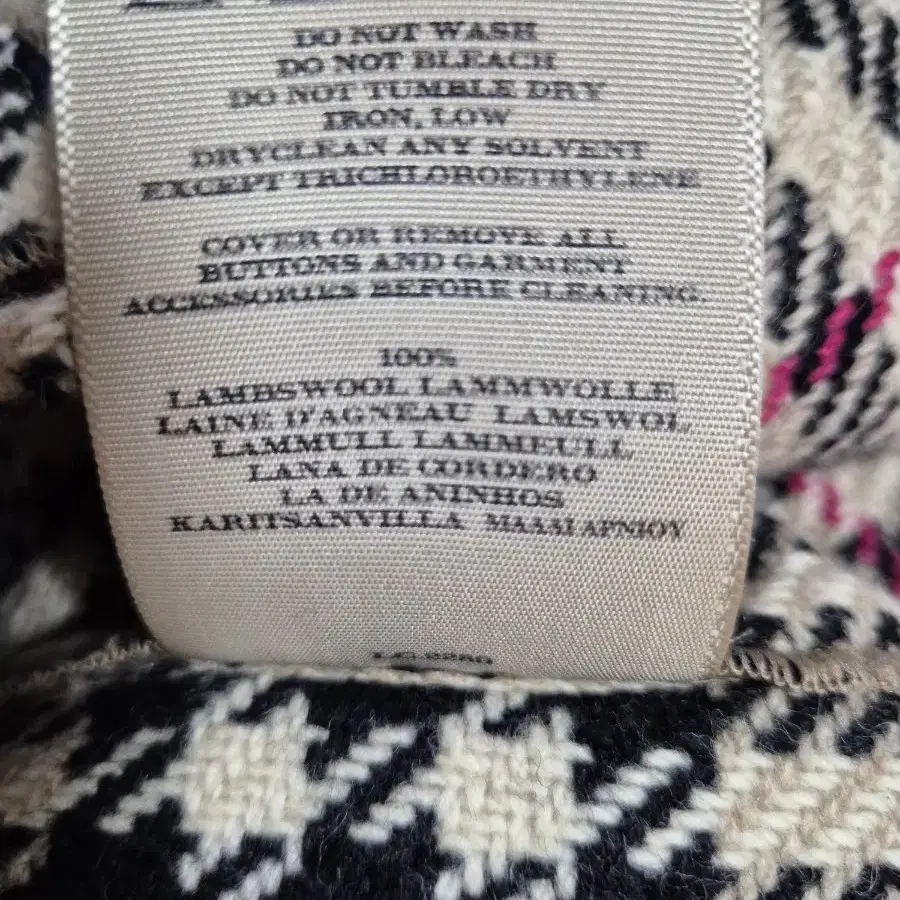 DO NOT WASH
DO NOT BLEACH
DO NOT TUMBLE DRY
IRON, LOW
DRYCLEAN ANY SOLVENT
EXCEPT TRICHLOROETHYLENE
COVER OR REMOVE ALL
BUTTONS AND GARMENT
ACCESSORIES BEFORE CLEANING.
100%
LAMBSWOOL LAMMWOLLE
LAINE D'AGNEAU LAMSWOL
LAMMULL LAMMEULL
LANA DE CORDERO
LA DE ANINHOS
KARITSANVILLA ΜΑΛΛΙ ΑΡΝΙΟΥ